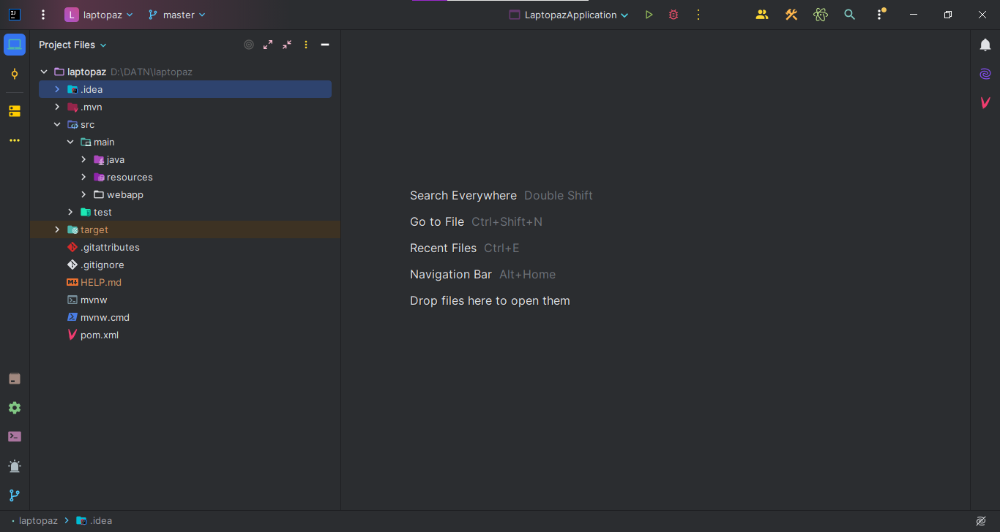 L laptopaz master LaptopazApplication
Project Files
laptopaz D:\DATN\laptopaz
.idea
.mvn
src
main
java
resources
webapp
test
target
.gitattributes
.gitignore
HELP.md
mvnw
mvnw.cmd
pom.xml
Search Everywhere Double Shift
Go to File Ctrl+Shift+N
Recent Files Ctrl+E
Navigation Bar Alt+Home
Drop files here to open them
laptopaz .idea